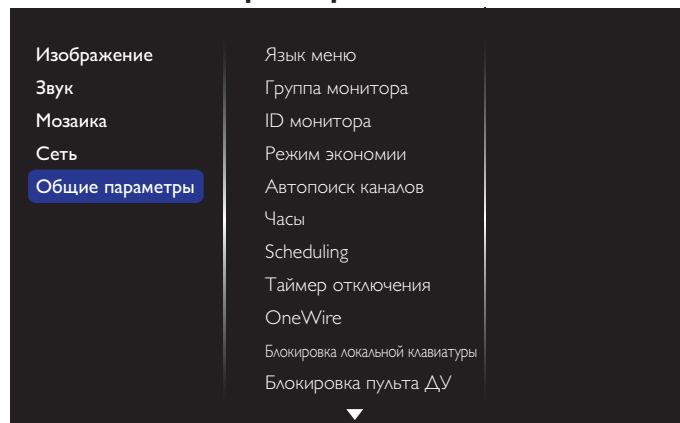 Изображение
Звук
Мозаика
Сеть
Общие параметры
Язык меню
Группа монитора
ID монитора
Режим экономии
Автопоиск каналов
Часы
Scheduling
Таймер отключения
OneWire
Блокировка локальной клавиатуры
Блокировка пульта ДУ